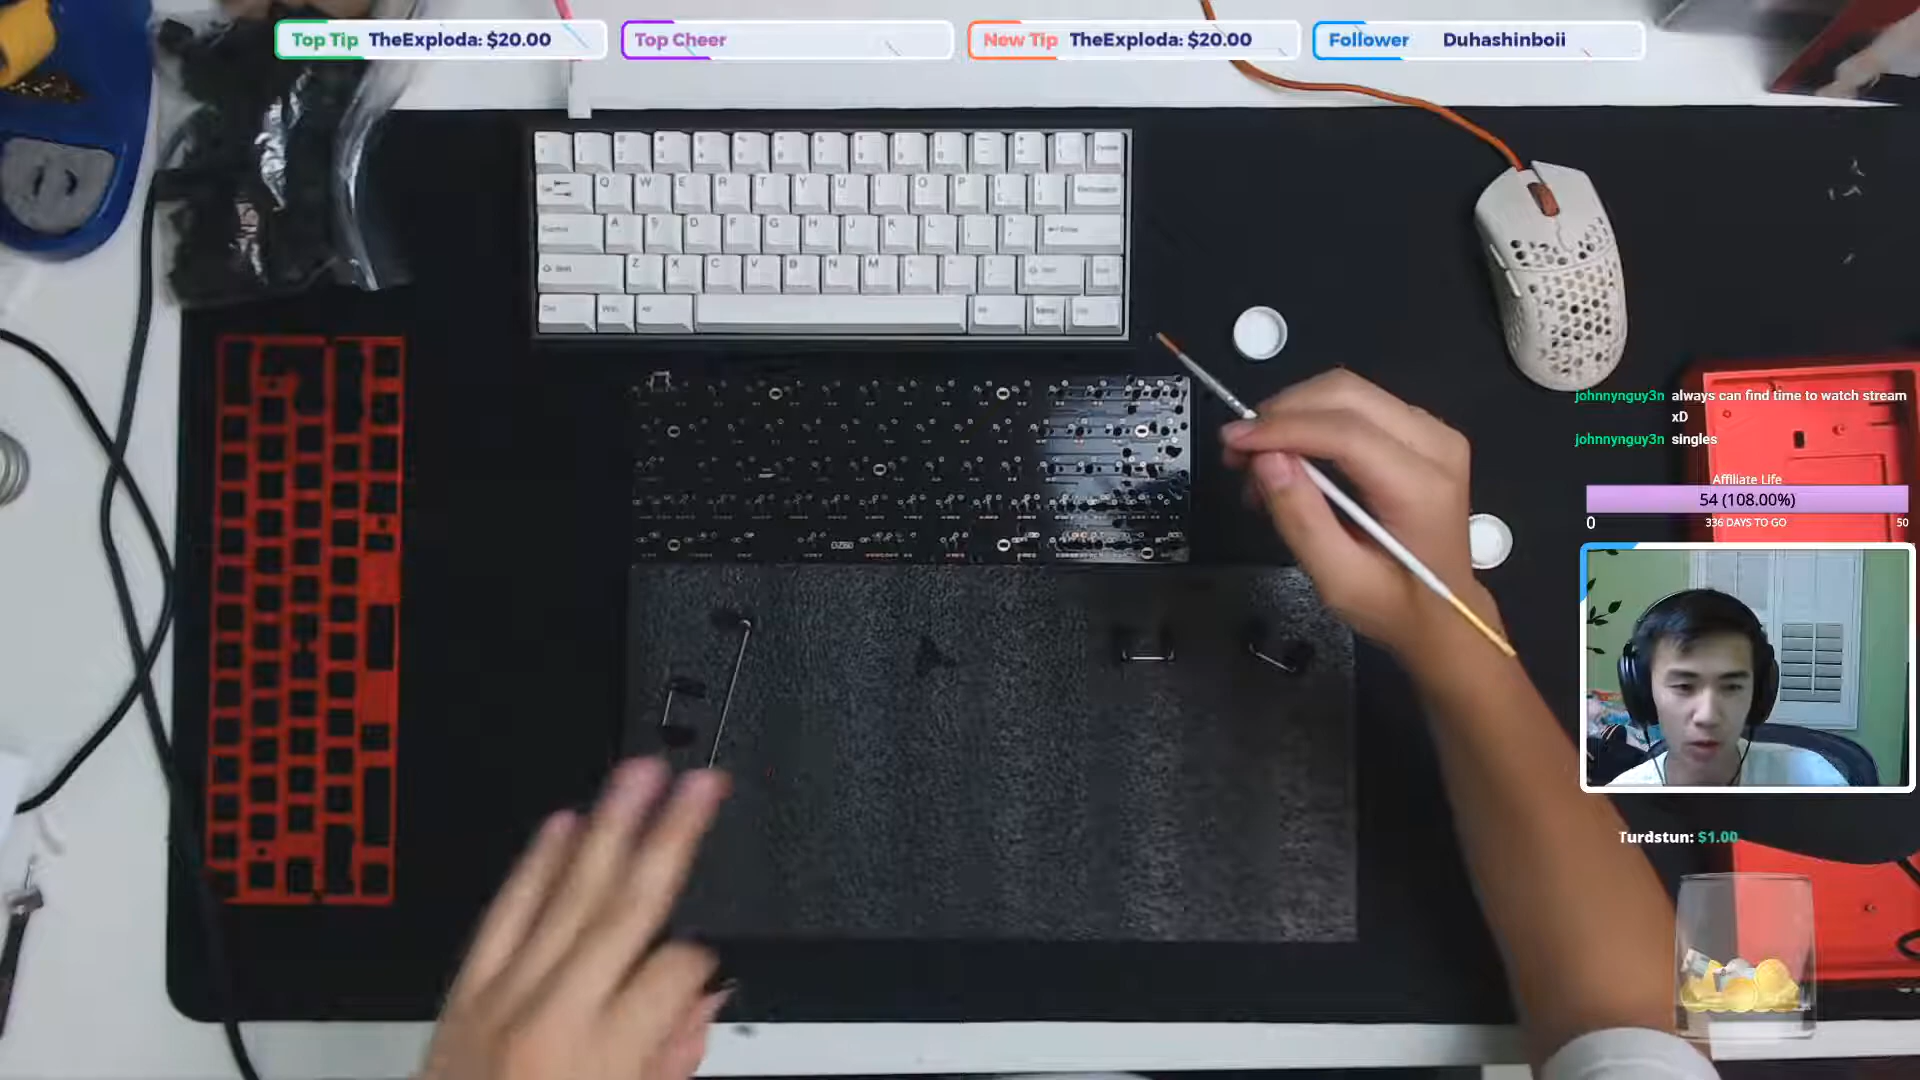 Top Tip TheExploda: $20.00
Top Cheer
New Tip TheExploda: $20.00
Follower Duhashinboii
Q W E R T Y U I O P
A S D F G H J K L
Z X C V B N M
johnnynguy3n always can find time to watch stream
xD
johnnynguy3n singles
Affiliate Life
54 (108.00%)
0 336 DAYS TO GO 50
Turdstun: $1.00